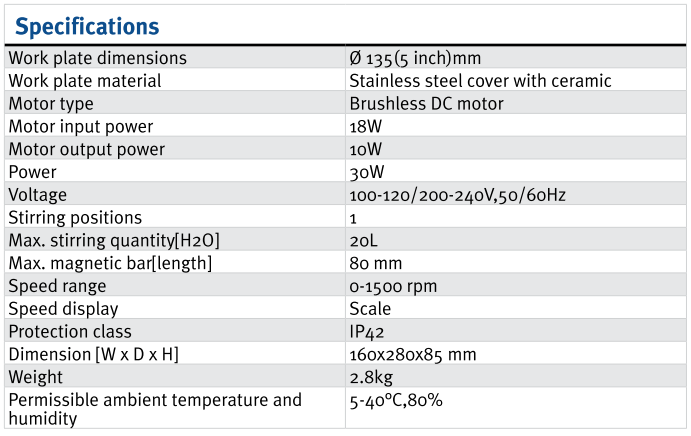 Specifications
Work plate dimensions Ø 135(5 inch)mm
Work plate material Stainless steel cover with ceramic
Motor type Brushless DC motor
Motor input power 18W
Motor output power 10W
Power 30W
Voltage 100-120/200-240V,50/60Hz
Stirring positions 1
Max. stirring quantity[H2O] 20L
Max. magnetic bar[length] 80 mm
Speed range 0-1500 rpm
Speed display Scale
Protection class IP42
Dimension [W x D x H] 160x280x85 mm
Weight 2.8kg
Permissible ambient temperature and 5-40°C,80%
humidity